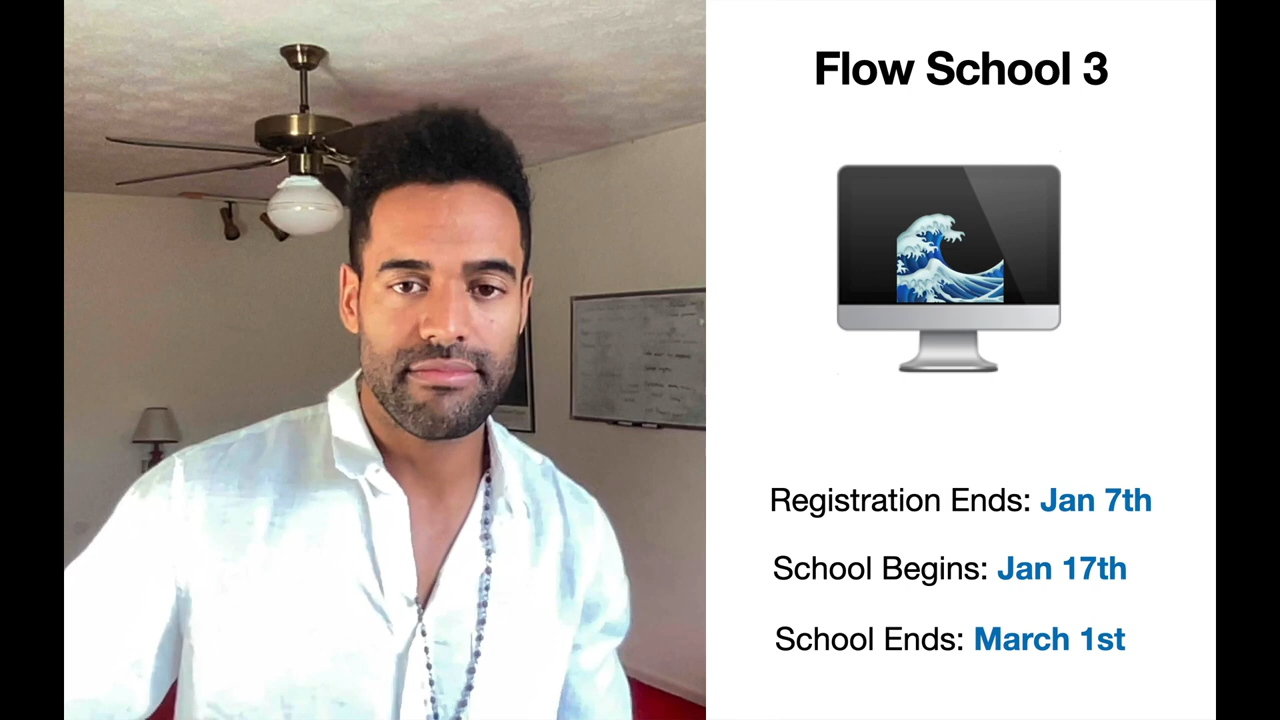 Flow School 3
Registration Ends: Jan 7th
School Begins: Jan 17th
School Ends: March 1st